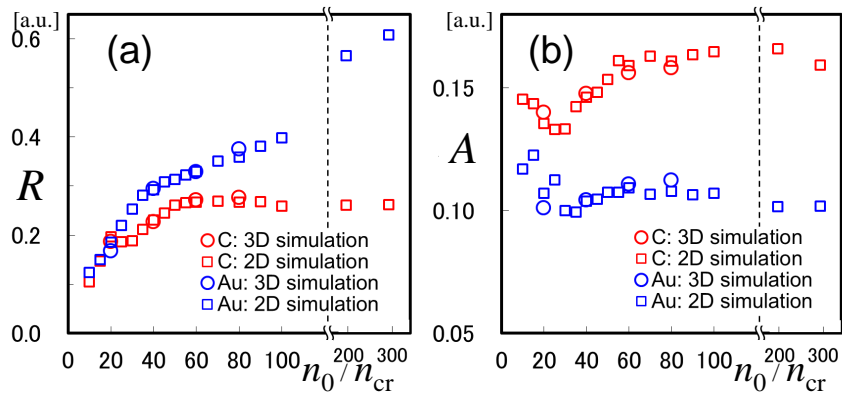 [a.u.]
(a)
0.6
0.4
R
0.2
0.0
C: 3D simulation
C: 2D simulation
Au: 3D simulation
Au: 2D simulation
0 20 40 60 80 100 200 300
n0/ncr
[a.u.]
(b)
0.15
A
0.10
0.05
C: 3D simulation
C: 2D simulation
Au: 3D simulation
Au: 2D simulation
0 20 40 60 80 100 200 300
n0/ncr